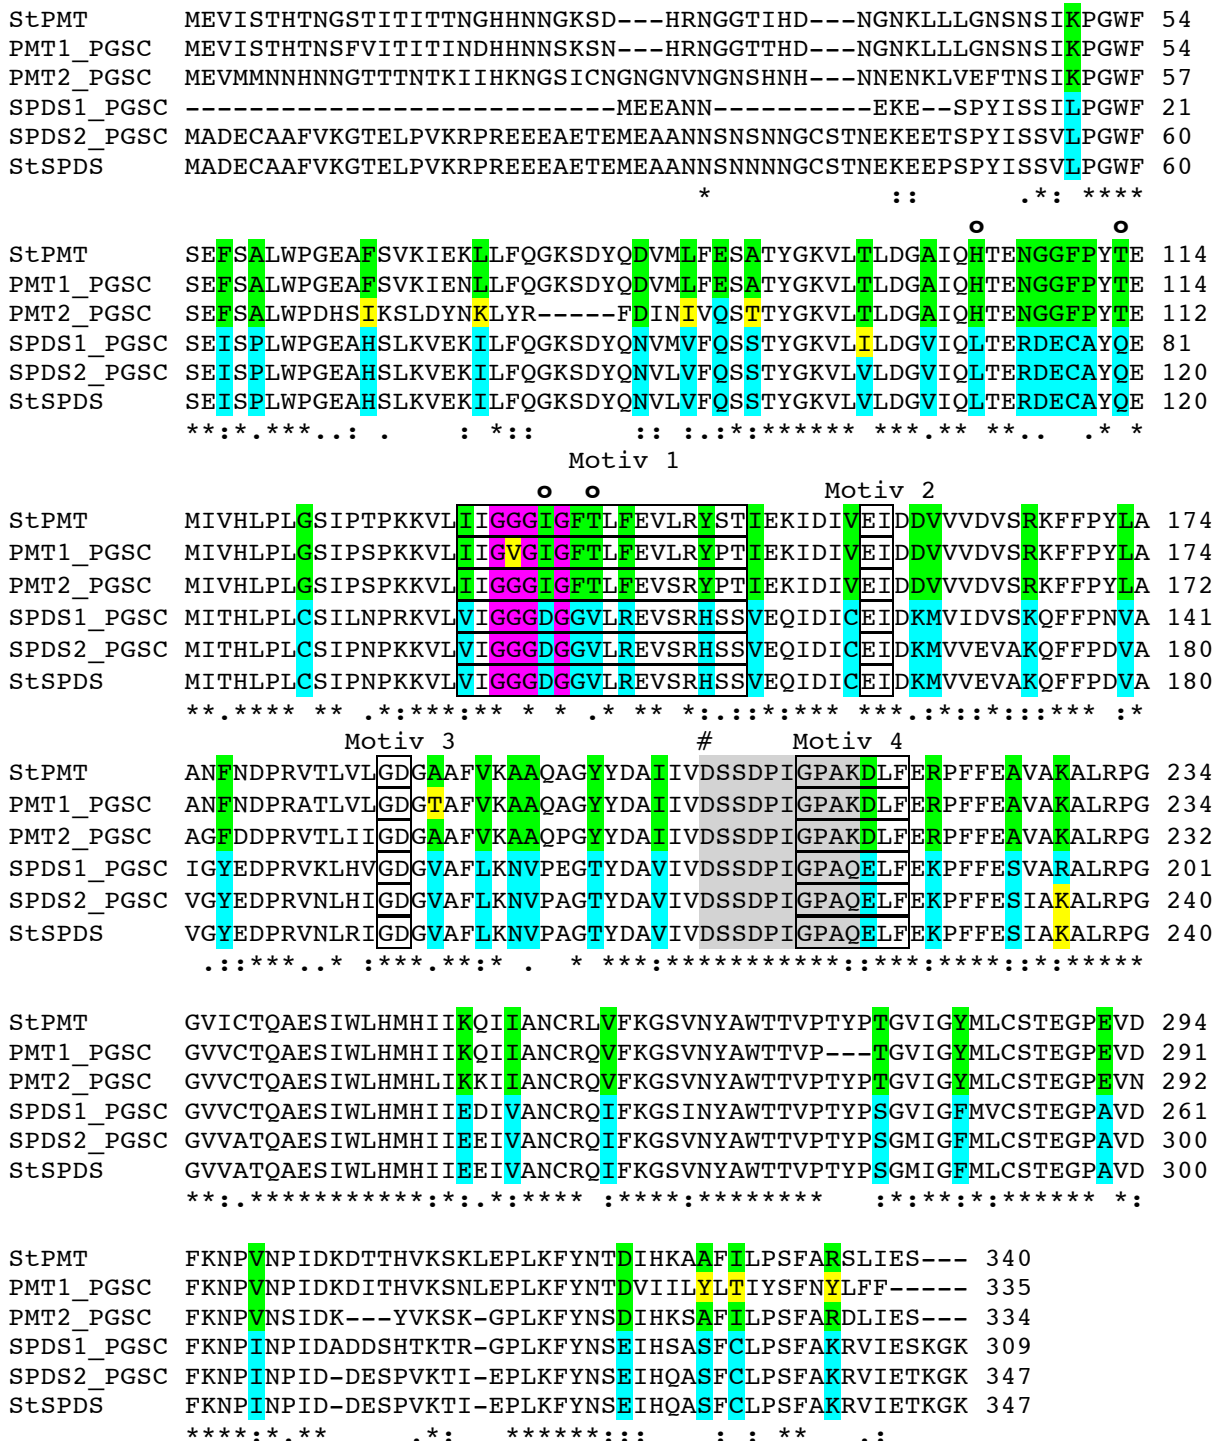 StPMT MEVISTHTNGSTITITTNGHHNNGKSD---HRNGGTIHD----NGNKLLLGNSNSIKPGWF 54
PMT1_PGSC MEVISTHTNSFVITITINDHHNNSKSN---HRNGGTTHD----NGNKLLLGNSNSIKPGWF 54
PMT2_PGSC MEVMMNNHNNGTTTNTKIIHKNGSICNGNGNVNGNSHNH---NNENKLVEFTNSIKPGWF 57
SPDS1_PGSC ---------------------------MEEANN----------EKE--SPYISSILPGWF 21
SPDS2_PGSC MADECAAFVKGTELPVKRPREEEEAETEMEAANNSNSNNGCSTNEKEETSPYISSVLPGWF 60
StSPDS MADECAAFVKGTELPVKRPREEEEAETEMEAANNSNNNNGCSTNEKEEPSPYISSVLPGWF 60
* :: .*: ****
o o
StPMT SEFSALWPGEAFSVKIEKLLFQGKSDYQDVMLFESATYGKVLTLDGAIQHTENGGFPYTE 114
PMT1_PGSC SEFSALWPGEAFSVKIENLLFQGKSDYQDVMLFESATYGKVLTLDGAIQHTENGGFPYTE 114
PMT2_PGSC SEFSALWPDHSIKSLDYNKLYR-----FDINIVQSTTYGKVLTLDGAIQHTENGGFPYTE 112
SPDS1_PGSC SEISPLWPGEAHSLKVEKILFQGKSDYQNVMVFQSSTYGKVLILDGVIQLTERDECAYQE 81
SPDS2_PGSC SEISPLWPGEAHSLKVEKILFQGKSDYQNVLVFQSSTYGKVLVLDGVIQLTERDECAYQE 120
StSPDS SEISPLWPGEAHSLKVEKILFQGKSDYQNVLVFQSSTYGKVLVLDGVIQLTERDECAYQE 120
**:*.***..: . : *:: :: :.:*:****** ***.** **.. .* *
Motiv 1
o o Motiv 2
StPMT MIVHLPLGSIPTPKKVLIIGGGIGFTLFEVLRYSTIEKIDIVEIDDVVVDVSRKFFPYLA 174
PMT1_PGSC MIVHLPLGSIPSPKKVLIIGVGIGFTLFEVLRYPTIEKIDIVEIDDVVVDVSRKFFPYLA 174
PMT2_PGSC MIVHLPLGSIPSPKKVLIIGGGIGFTLFEVSRYPTIEKIDIVEIDDVVVDVSRKFFPYLA 172
SPDS1_PGSC MITHLPLCSILNPRKVLVIGGGDGGVLREVSRHSSVEQIDICEIDKMVIDVSKQFFPNVA 141
SPDS2_PGSC MITHLPLCSIPNPKKVLVIGGGDGGVLREVSRHSSVEQIDICEIDKMVVEVAKQFFPDVA 180
StSPDS MITHLPLCSIPNPKKVLVIGGGDGGVLREVSRHSSVEQIDICEIDKMVVEVAKQFFPDVA 180
**.**** ** .*:***:** * * .* ** *:.::*:*** ***.:*::*::*** :*
Motiv 3 # Motiv 4
StPMT ANFNDPRVTLVLGDGAAFVKAAQAGYYDAIIVDSSDPIGPAKDLFERPFFEAVAKALRPG 234
PMT1_PGSC ANFNDPRATLVLGDGTAFVKAAQAGYYDAIIVDSSDPIGPAKDLFERPFFEAVAKALRPG 234
PMT2_PGSC AGFDDPRVTLIIGDGAAFVKAAQPGYYDAIIVDSSDPIGPAKDLFERPFFEAVAKALRPG 232
SPDS1_PGSC IGYEDPRVKLHVGDGVAFLKNVPEGTYDAVIVDSSDPIGPAQELFEKPFFESVARALRPG 201
SPDS2_PGSC VGYEDPRVNLHIGDGVAFLKNVPAGTYDAVIVDSSDPIGPAQELFEKPFFESIAKALRPG 240
StSPDS VGYEDPRVNLRIGDGVAFLKNVPAGTYDAVIVDSSDPIGPAQELFEKPFFESIAKALRPG 240
.::***..* :***.**:* . * ***:***********::***:****::*:*****
StPMT GVICTQAESIWLHMHIIKQIIANCRLVFKGSVNYAWTTVPTYPTGVIGYMLCSTEGPEVD 294
PMT1_PGSC GVVCTQAESIWLHMHIIKQIIANCRQVFKGSVNYAWTTVP---TGVIGYMLCSTEGPEVD 291
PMT2_PGSC GVVCTQAESIWLHMHLIKKIIANCRQVFKGSVNYAWTTVPTYPTGVIGYMLCSTEGPEVN 292
SPDS1_PGSC GVVCTQAESIWLHMHIIEDIVANCRQIFKGSINYAWTTVPTYPSGVIGFMVCSTEGPAVD 261
SPDS2_PGSC GVVATQAESIWLHMHIIEEIVANCRQIFKGSVNYAWTTVPTYPSGMIGFMLCSTEGPAVD 300
StSPDS GVVATQAESIWLHMHIIEEIVANCRQIFKGSVNYAWTTVPTYPSGMIGFMLCSTEGPAVD 300
**:.***********:*:.*:**** :****:******** :*:**:*:****** *:
StPMT FKNPVNPIDKDTTHVKSKLEPLKFYNTDIHKAAFILPSFARSLIES--- 340
PMT1_PGSC FKNPVNPIDKDITHVKSNLEPLKFYNTDVIILYLTIYSFNYLFF----- 335
PMT2_PGSC FKNPVNSIDK---YVKSK-GPLKFYNSDIHKSAFILPSFARDLIES--- 334
SPDS1_PGSC FKNPINPIDADDSHTKTR-GPLKFYNSEIHSASFCLPSFAKRVIESKGK 309
SPDS2_PGSC FKNPINPID-DESPVKTI-EPLKFYNSEIHQASFCLPSFAKRVIETKGK 347
StSPDS FKNPINPID-DESPVKTI-EPLKFYNSEIHQASFCLPSFAKRVIETKGK 347
****:*.** .*: ******::: : : ** .: